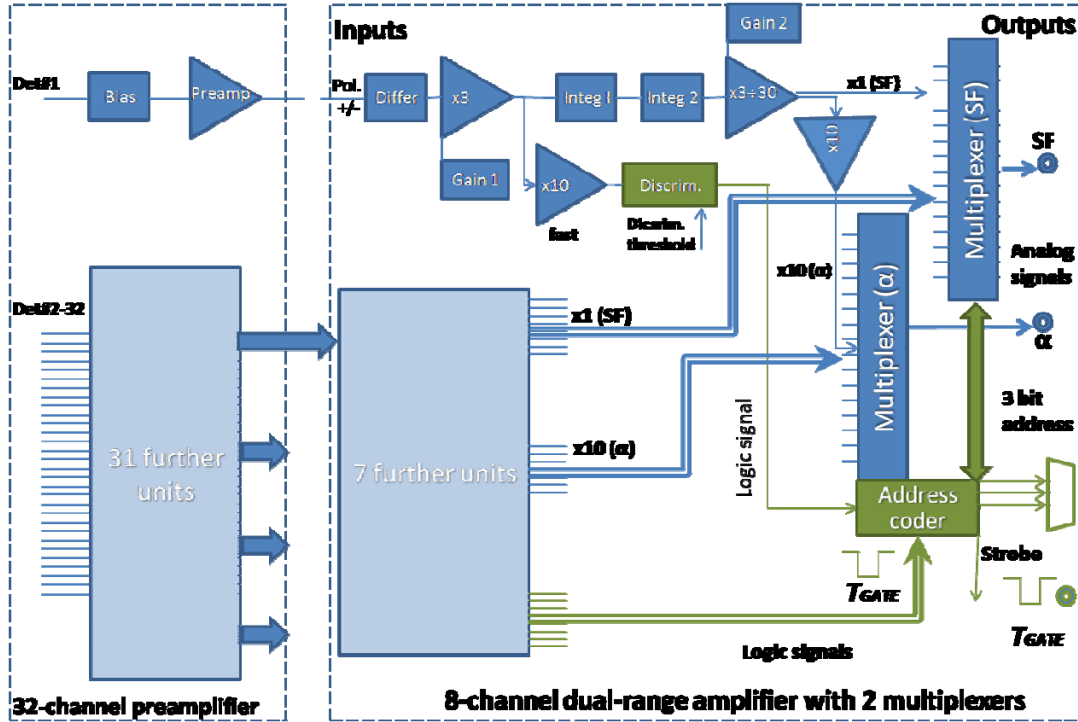 Inputs
Outputs
Gain 2
Det#1
Bias
Preamp
Pol.
+/-
Differ
x3
Integ 1
Integ 2
x3÷30
x1 (SF)
Gain 1
x10
fast
Discrim.
Dicsrim.
threshold
x10
Multiplexer (SF)
SF
Analog
signals
x10 (α)
Multiplexer (α)
α
Det#2-32
31 further
units
7 further units
x1 (SF)
x10 (α)
Logic signal
3 bit
address
Address
coder
Strobo
TGATE
TGATE
Logic signals
32-channel preamplifier
8-channel dual-range amplifier with 2 multiplexers